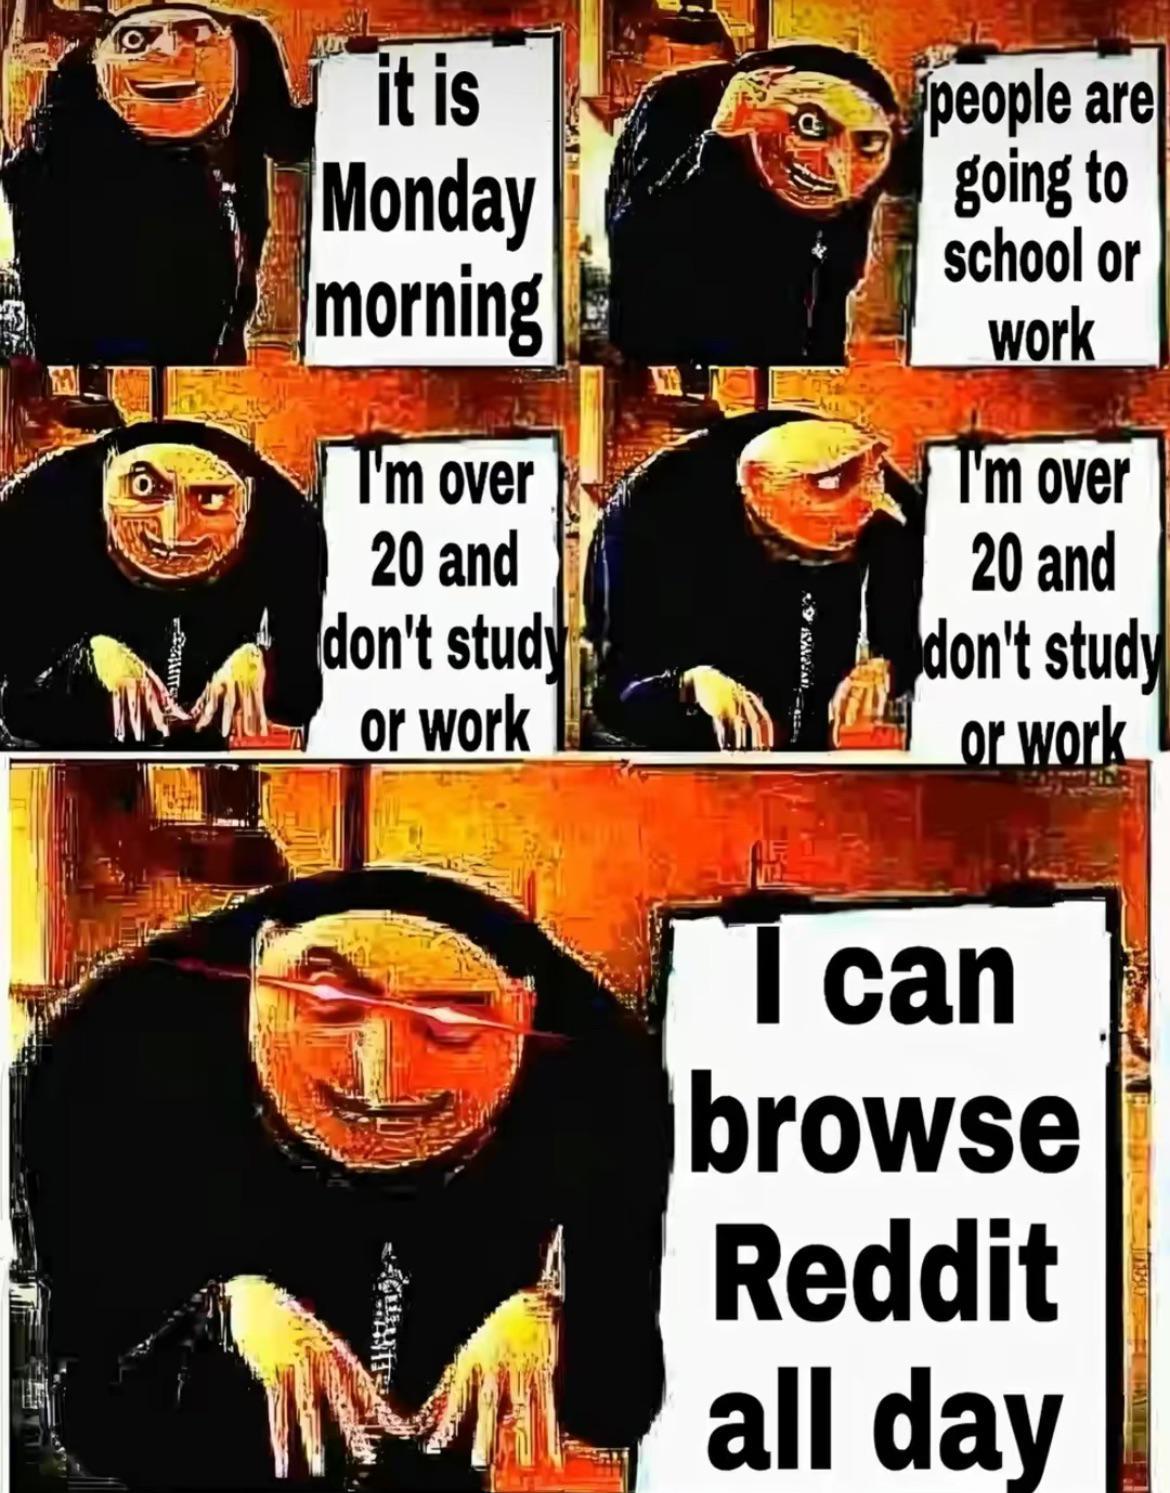 it is
Monday
morning
people are
going to
school or
work
I'm over
20 and
don't study
or work
I'm over
20 and
don't study
or work
I can
browse
Reddit
all day